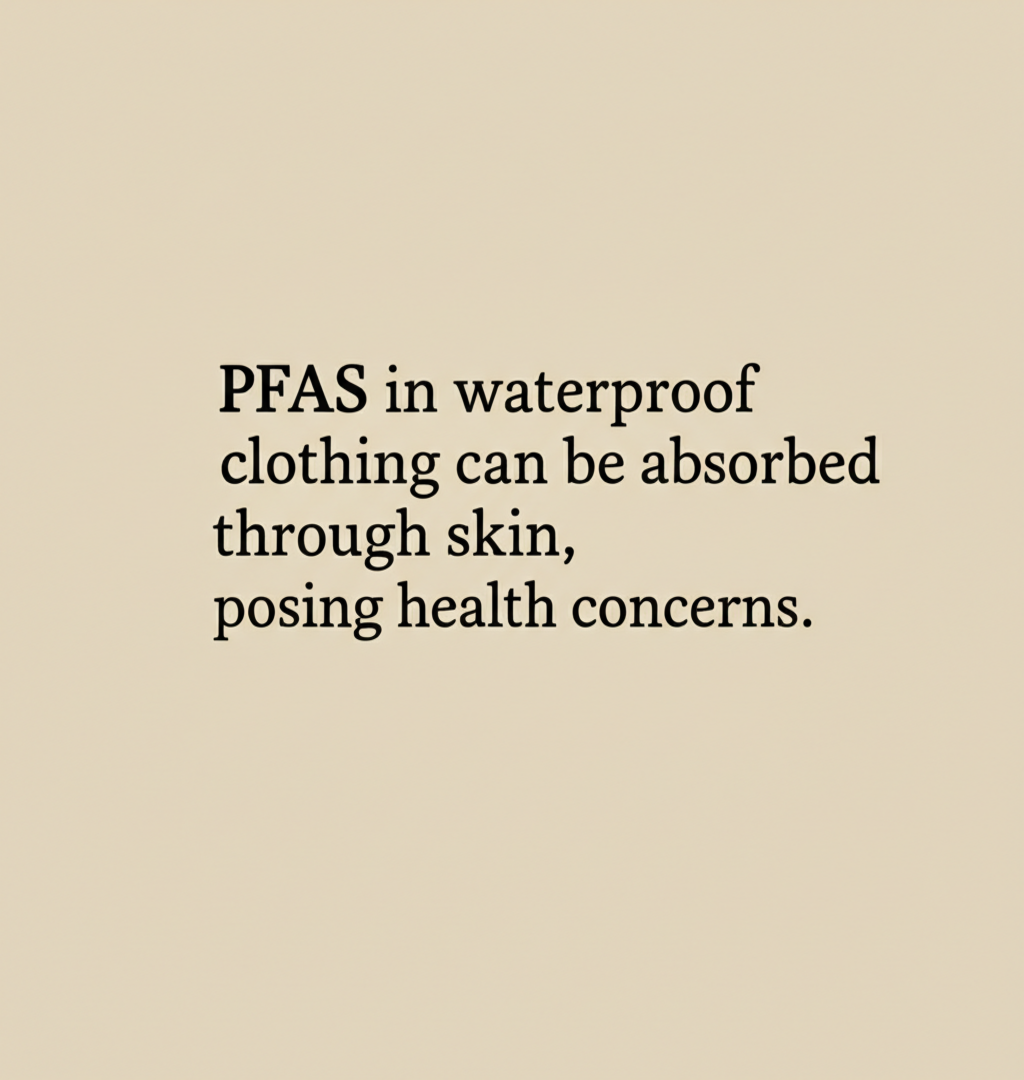 PFAS in waterproof
clothing can be absorbed
through skin,
posing health concerns.